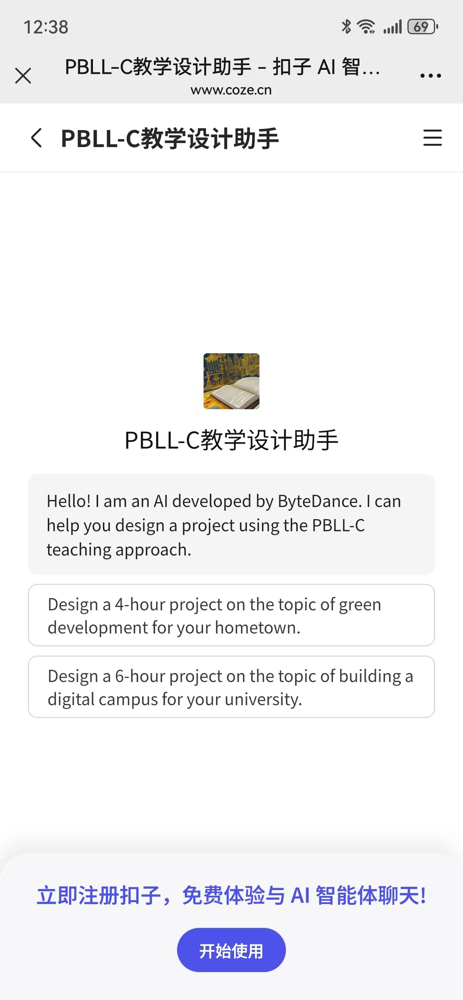 12:38
69
PBLL-C教学设计助手 - 扣子 AI 智...
www.coze.cn
PBLL-C教学设计助手
PBLL-C教学设计助手
Hello! I am an AI developed by ByteDance. I can
help you design a project using the PBLL-C
teaching approach.
Design a 4-hour project on the topic of green
development for your hometown.
Design a 6-hour project on the topic of building a
digital campus for your university.
立即注册扣子，免费体验与 AI 智能体聊天!
开始使用